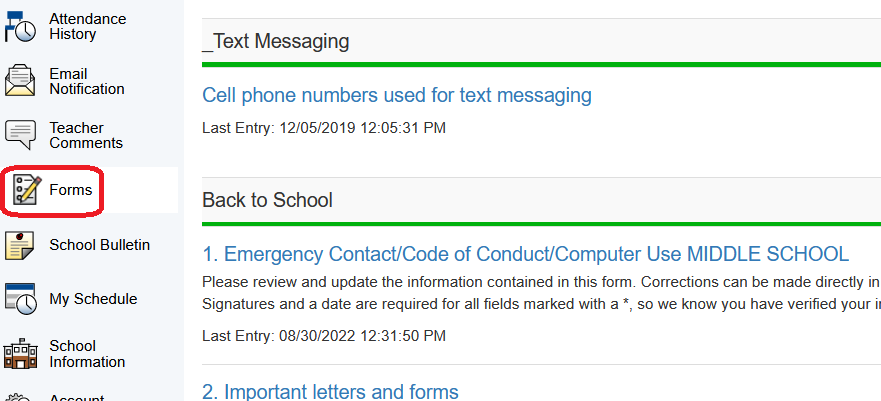 Attendance
History
Email
Notification
Teacher
Comments
Forms
School Bulletin
My Schedule
School
Information
Account
_Text Messaging
Cell phone numbers used for text messaging
Last Entry: 12/05/2019 12:05:31 PM
Back to School
1. Emergency Contact/Code of Conduct/Computer Use MIDDLE SCHOOL
Please review and update the information contained in this form. Corrections can be made directly in
Signatures and a date are required for all fields marked with a *, so we know you have verified your
Last Entry: 08/30/2022 12:31:50 PM
2. Important letters and forms